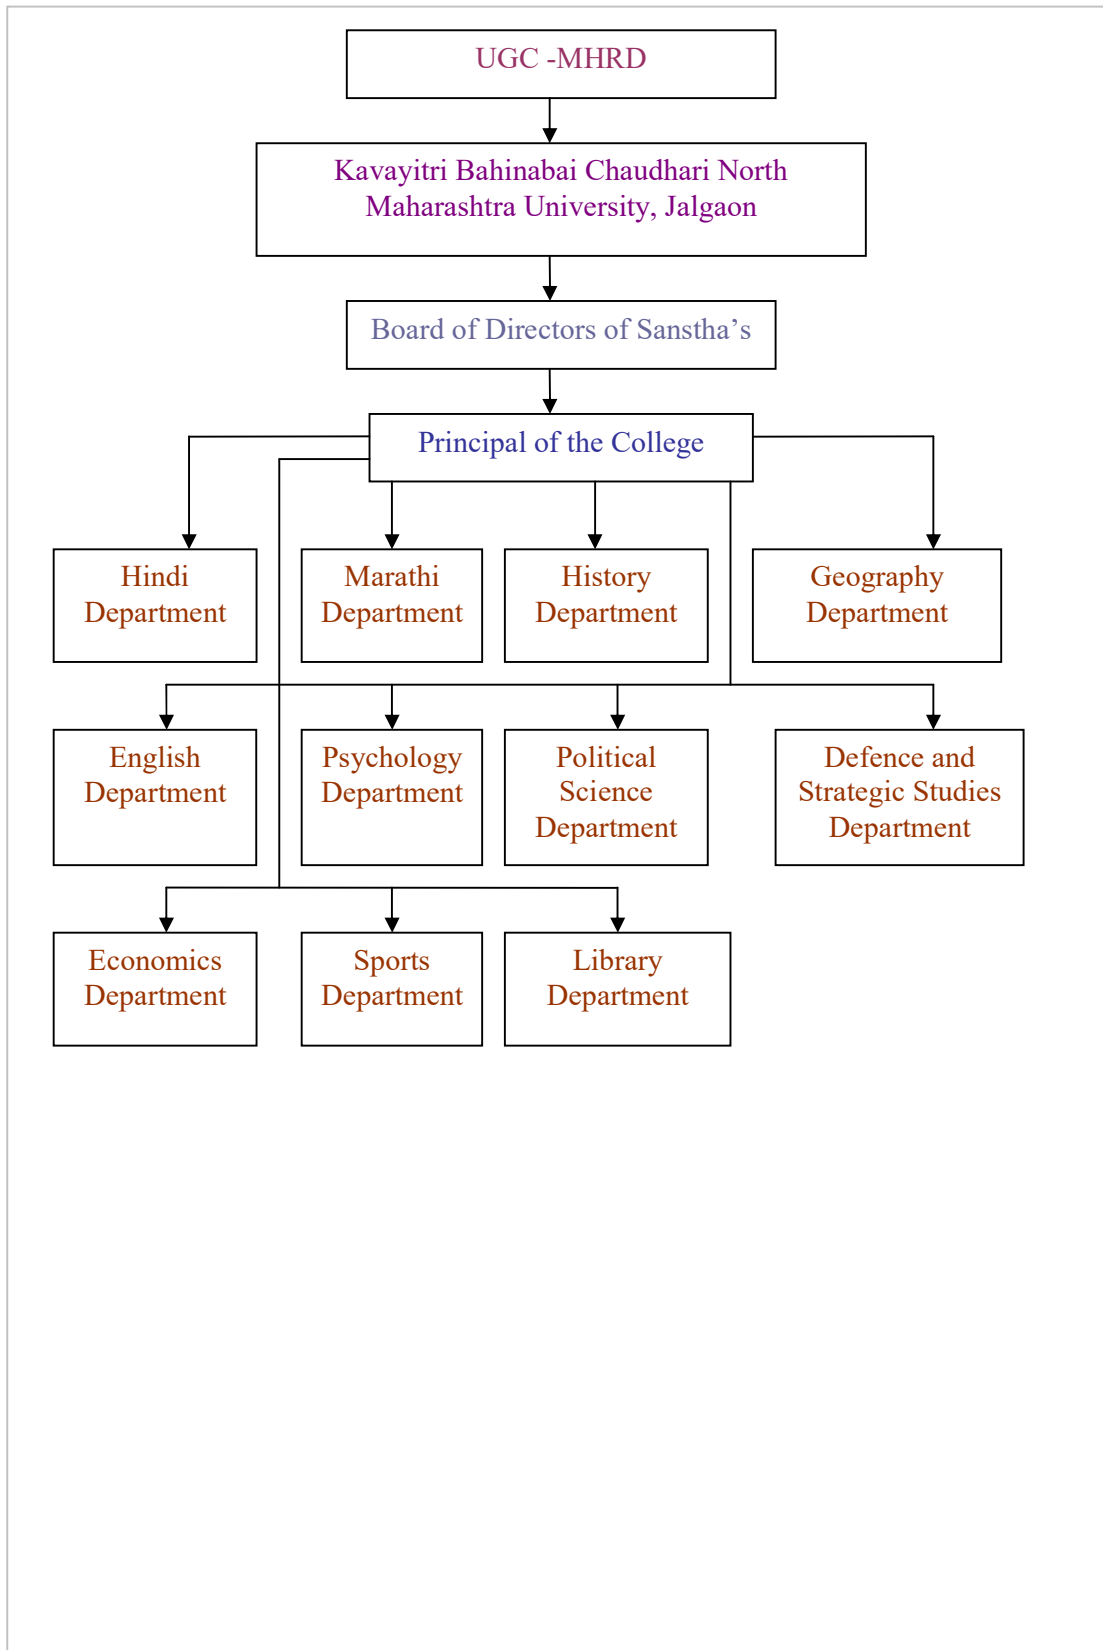 UGC -MHRD
Kavayitri Bahinabai Chaudhari North
Maharashtra University, Jalgaon
Board of Directors of Sanstha’s
Principal of the College
Hindi
Department
Marathi
Department
History
Department
Geography
Department
English
Department
Psychology
Department
Political
Science
Department
Defence and
Strategic Studies
Department
Economics
Department
Sports
Department
Library
Department